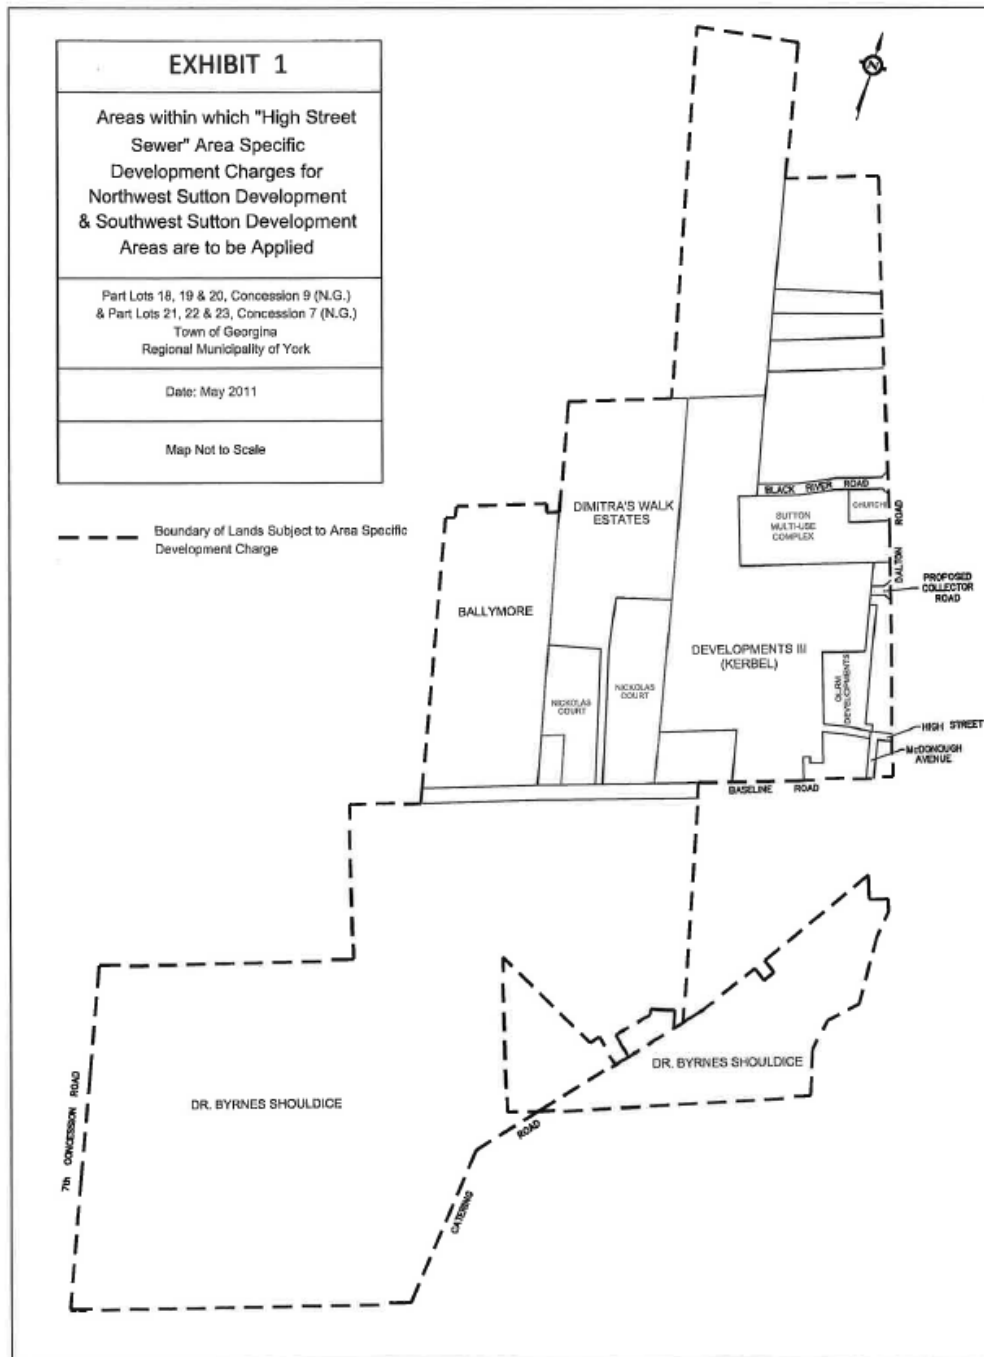 EXHIBIT 1
Areas within which "High Street
Sewer" Area Specific
Development Charges for
Northwest Sutton Development
& Southwest Sutton Development
Areas are to be Applied
Part Lots 18, 19 & 20, Concession 9 (N.G.)
& Part Lots 21, 22 & 23, Concession 7 (N.G.)
Town of Georgina
Regional Municipality of York
Date: May 2011
Map Not to Scale
Boundary of Lands Subject to Area Specific
Development Charge
N
BLACK RIVER ROAD
CHURCH
SUTTON
MULTI-USE
COMPLEX
DALTON ROAD
PROPOSED
COLLECTOR
ROAD
DIMITRA'S WALK
ESTATES
BALLYMORE
DEVELOPMENTS III
(KERBEL)
NICKOLAS
COURT
NICKOLAS
COURT
DEVELOPMENTS
HIGH STREET
McDONOUGH
AVENUE
BASELINE ROAD
DR. BYRNES SHOULDICE
DR. BYRNES SHOULDICE
7th CONCESSION ROAD
CATERING ROAD